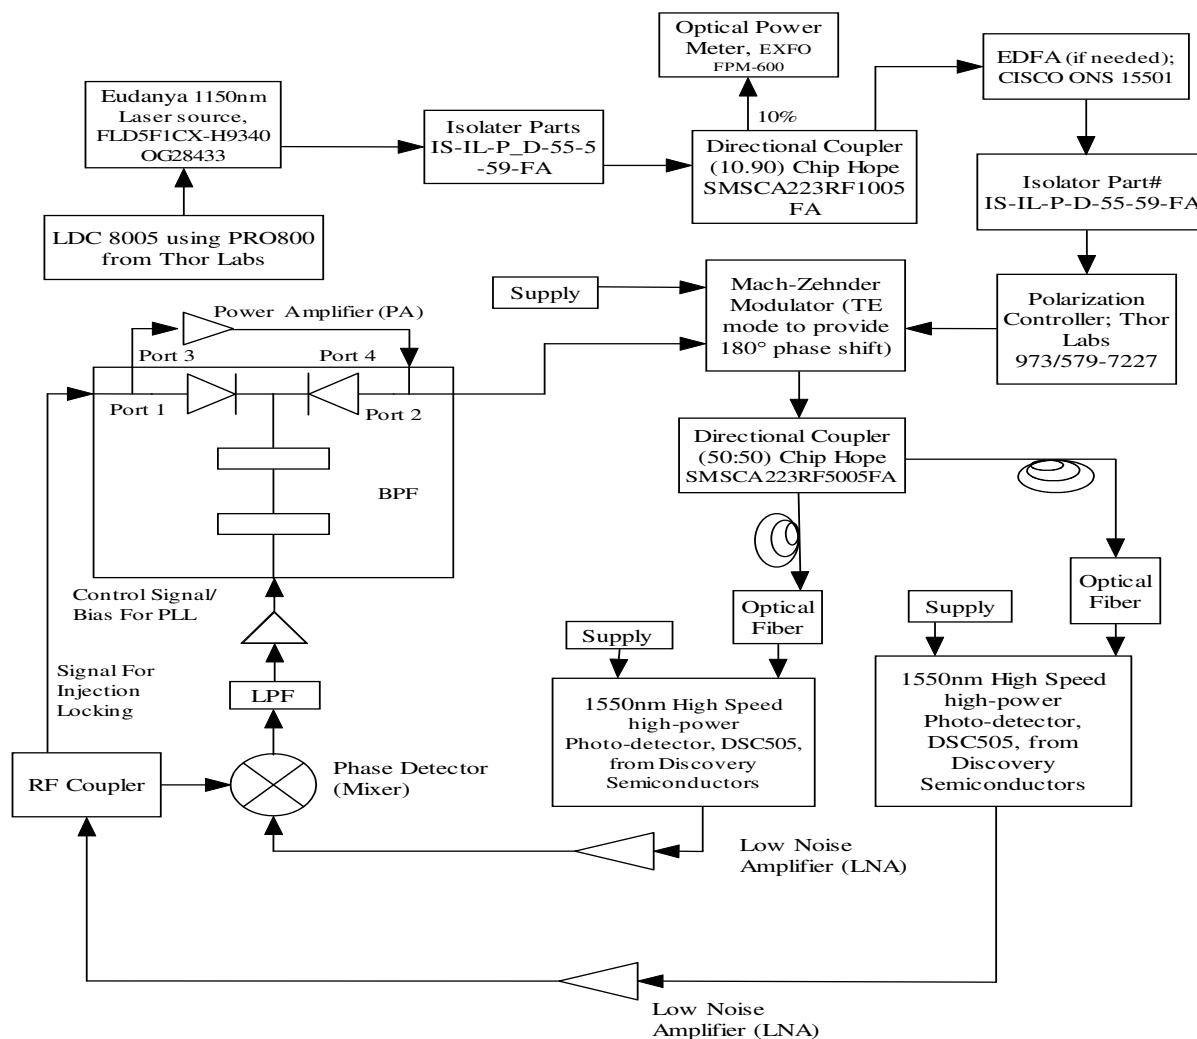 Optical Power
Meter, EXFO
FPM-600
EDFA (if needed);
CISCO ONS 15501
Eudanya 1150nm
Laser source,
FLD5F1CX-H9340
OG28433
Isolater Parts
IS-IL-P_D-55-5
-59-FA
10%
Directional Coupler
(10.90) Chip Hope
SMSCA223RF1005
FA
Isolator Part#
IS-IL-P-D-55-59-FA
LDC 8005 using PRO800
from Thor Labs
Supply
Mach-Zehnder
Modulator (TE
mode to provide
180° phase shift)
Polarization
Controller; Thor
Labs
973/579-7227
Power Amplifier (PA)
Port 3
Port 4
Port 1
Port 2
BPF
Directional Coupler
(50:50) Chip Hope
SMSCA223RF5005FA
Control Signal/
Bias For PLL
Optical
Fiber
Optical
Fiber
Supply
Supply
Signal For
Injection
Locking
LPF
1550nm High Speed
high-power
Photo-detector, DSC505,
from Discovery
Semiconductors
1550nm High Speed
high-power
Photo-detector,
DSC505, from
Discovery
Semiconductors
RF Coupler
Phase Detector
(Mixer)
Low Noise
Amplifier (LNA)
Low Noise
Amplifier (LNA)